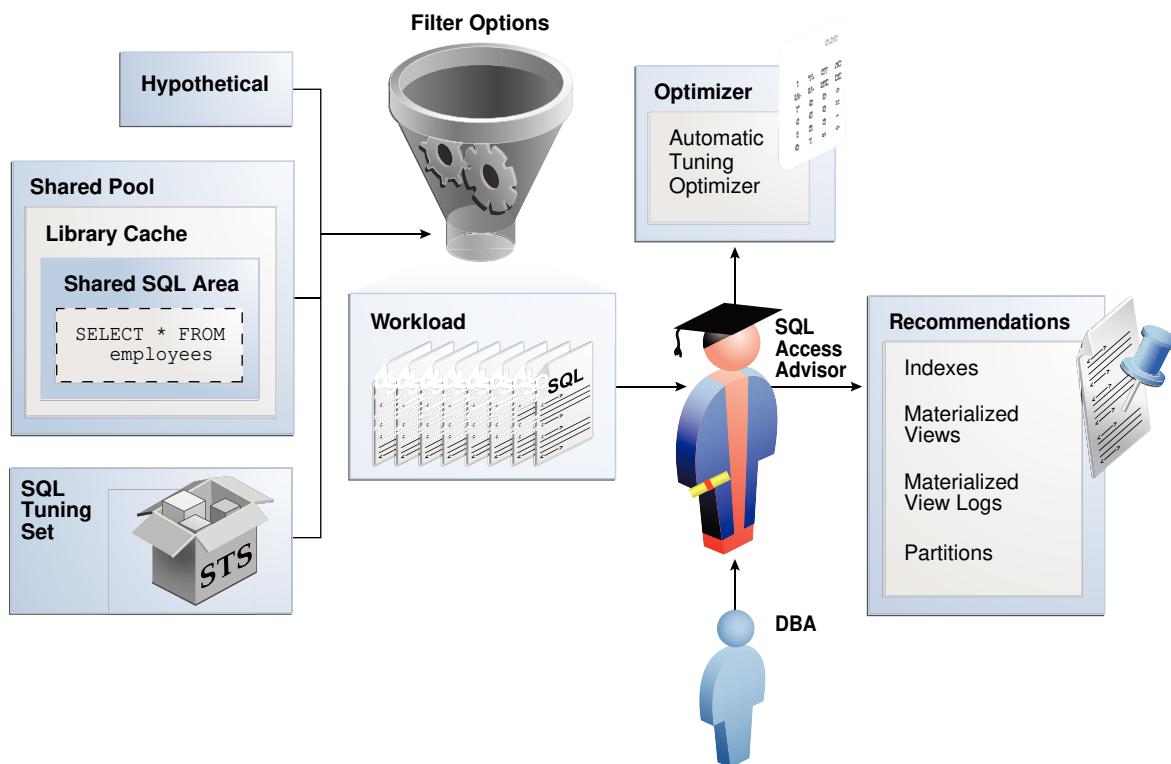 Filter Options
Hypothetical
Shared Pool
Library Cache
Shared SQL Area
SELECT * FROM
employees
SQL
Tuning
Set
STS
Workload
SQL
Optimizer
Automatic
Tuning
Optimizer
SQL
Access
Advisor
DBA
Recommendations
Indexes
Materialized
Views
Materialized
View Logs
Partitions